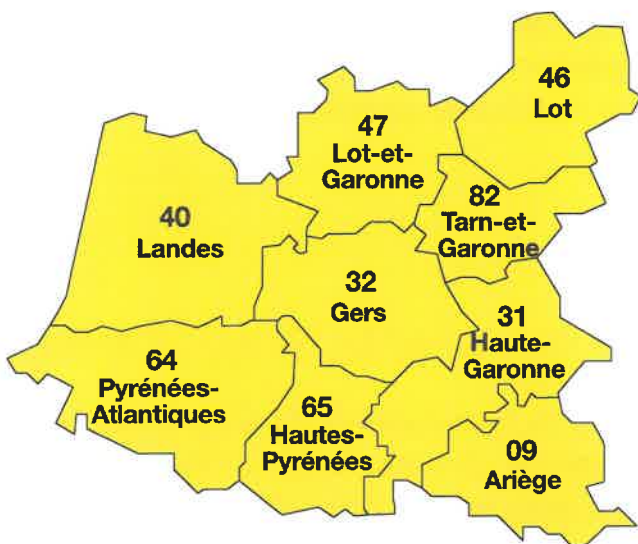 46
Lot
47
Lot-et-
Garonne
82
Tarn-et-
Garonne
40
Landes
32
Gers
31
Haute-
Garonne
64
Pyrénées-
Atlantiques
65
Hautes-
Pyrénées
09
Ariège